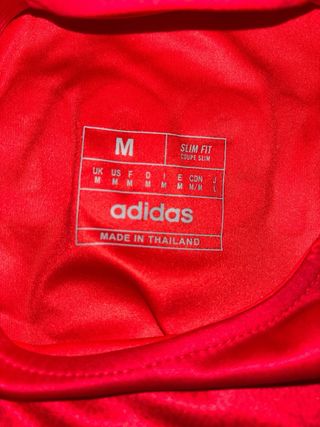 M
SLIM FIT
COUPE SLIM
UK US F D I E CDN J
M M M M M M M/M L
adidas
MADE IN THAILAND